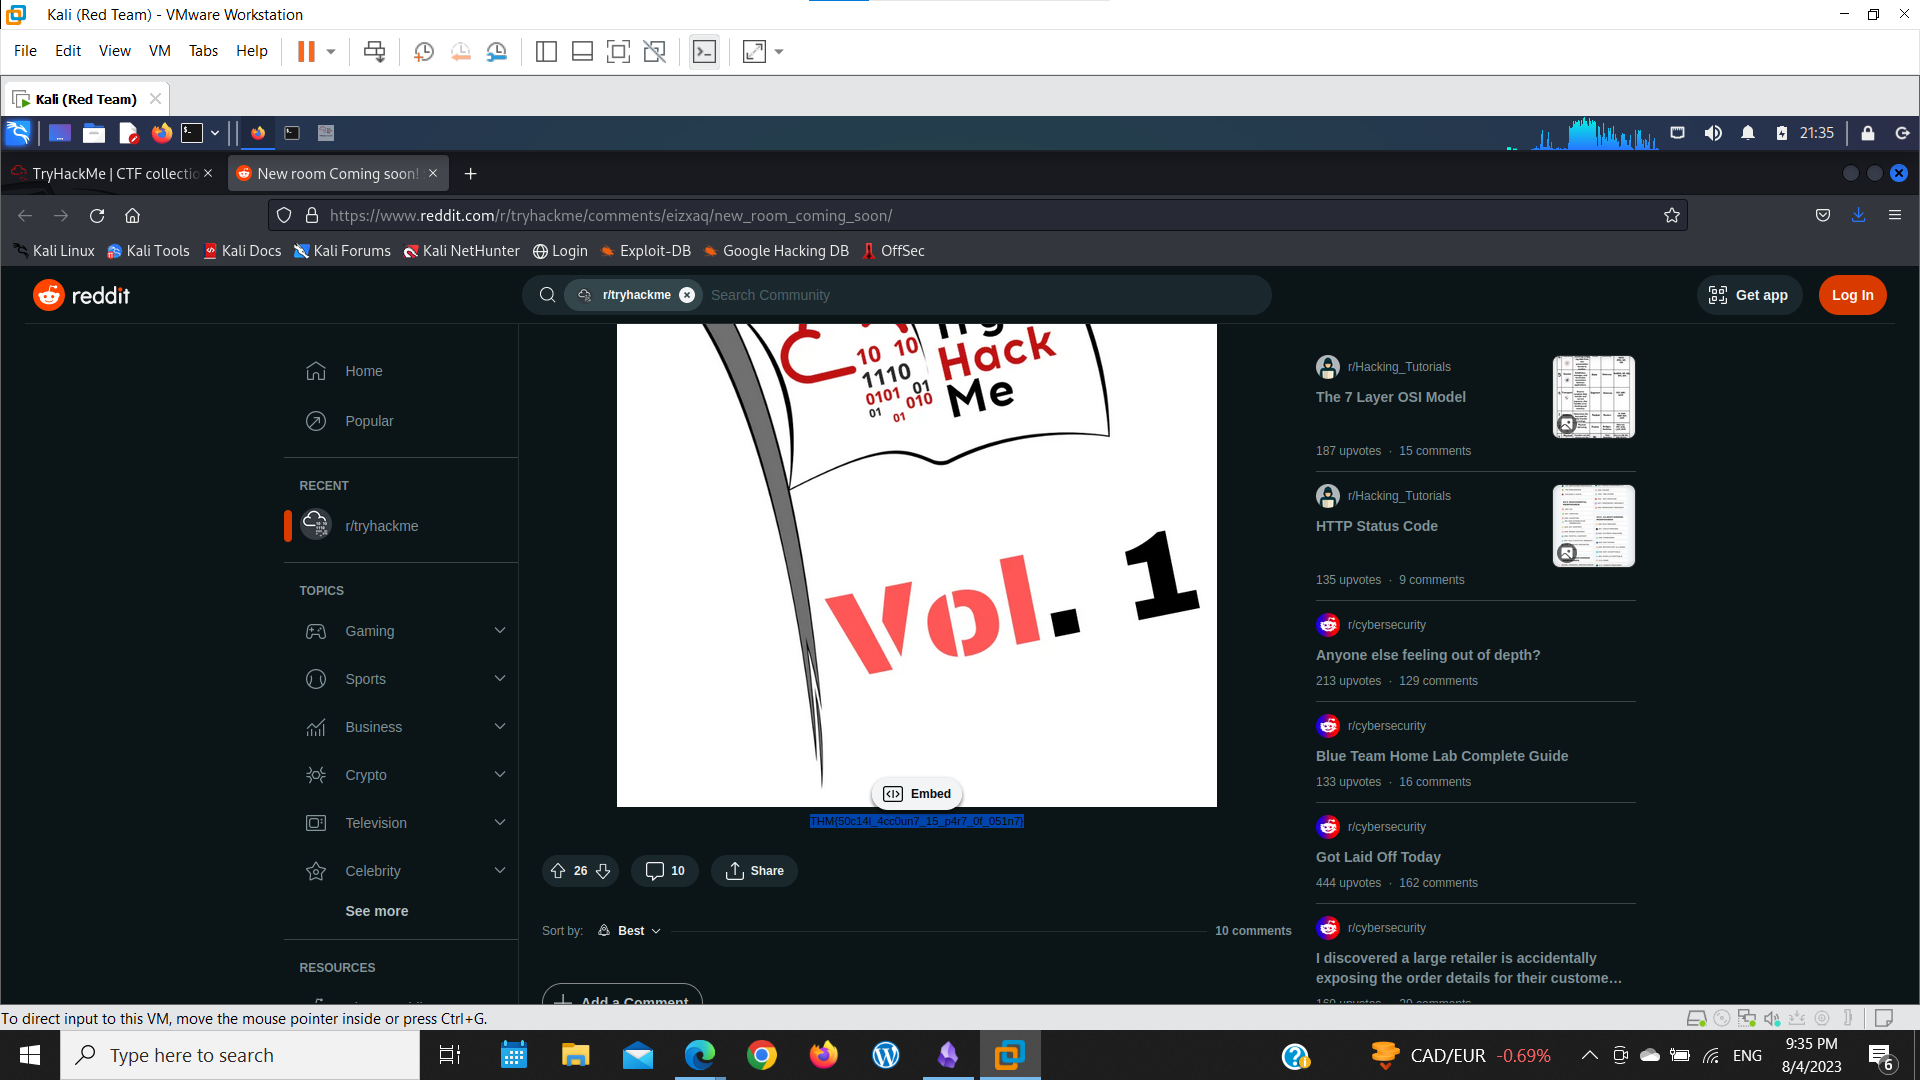 Kali (Red Team) - VMware Workstation
File Edit View VM Tabs Help
Kali (Red Team)
21:35
TryHackMe | CTF collectio
New room Coming soon!
https://www.reddit.com/r/tryhackme/comments/eizxaq/new_room_coming_soon/
Kali Linux Kali Tools Kali Docs Kali Forums Kali NetHunter Login Exploit-DB Google Hacking DB OffSec
reddit
r/tryhackme
Search Community
Get app
Log In
Home
Popular
RECENT
r/tryhackme
TOPICS
Gaming
Sports
Business
Crypto
Television
Celebrity
See more
RESOURCES
Hack
Me
10 10
1110 01
0101 010
01 01
Vol. 1
Embed
THM{50c14l_4cc0un7_15_p4r7_0f_051n7}
26
10
Share
Sort by: Best
10 comments
Add a Comment
r/Hacking_Tutorials
The 7 Layer OSI Model
187 upvotes · 15 comments
r/Hacking_Tutorials
HTTP Status Code
135 upvotes · 9 comments
r/cybersecurity
Anyone else feeling out of depth?
213 upvotes · 129 comments
r/cybersecurity
Blue Team Home Lab Complete Guide
133 upvotes · 16 comments
r/cybersecurity
Got Laid Off Today
444 upvotes · 162 comments
r/cybersecurity
I discovered a large retailer is accidentally
exposing the order details for their custome...
To direct input to this VM, move the mouse pointer inside or press Ctrl+G.
Type here to search
CAD/EUR -0.69%
ENG
9:35 PM
8/4/2023
6